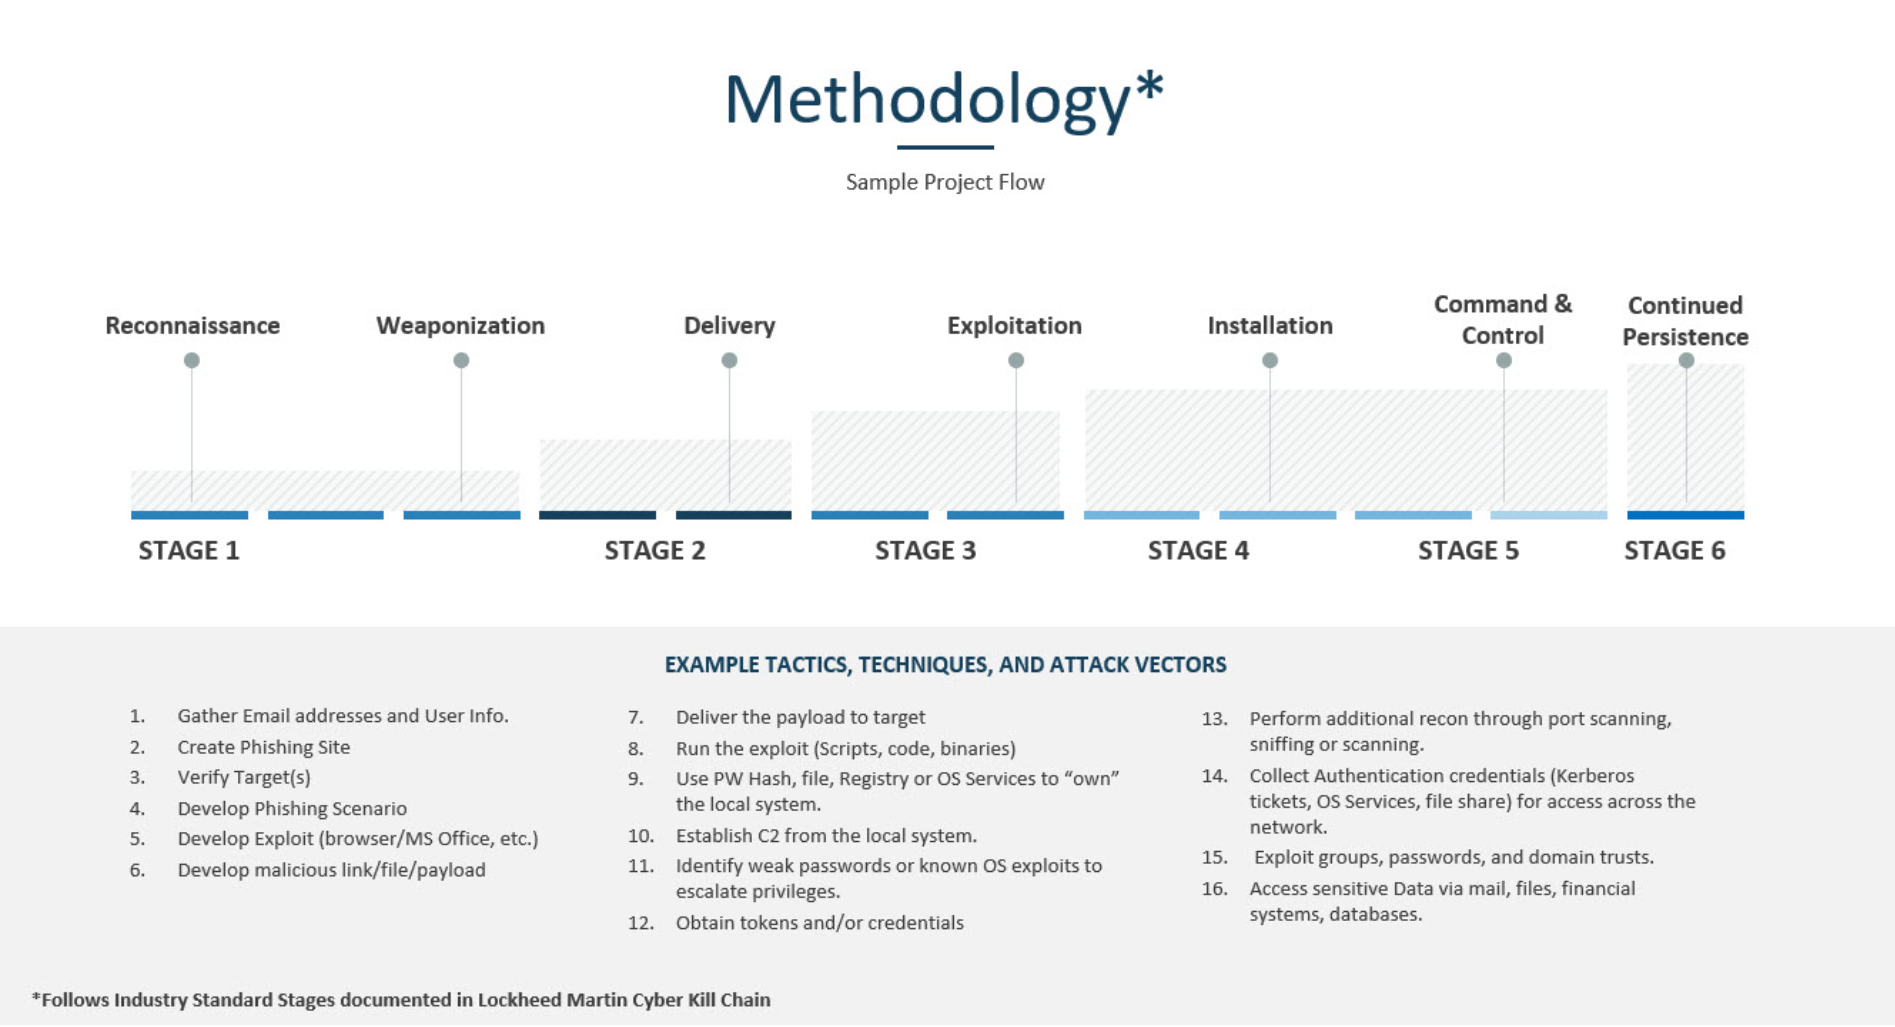 Methodology*
Sample Project Flow
Reconnaissance
Weaponization
Delivery
Exploitation
Installation
Command &
Control
Continued
Persistence
STAGE 1
STAGE 2
STAGE 3
STAGE 4
STAGE 5
STAGE 6
EXAMPLE TACTICS, TECHNIQUES, AND ATTACK VECTORS
1. Gather Email addresses and User Info.
2. Create Phishing Site
3. Verify Target(s)
4. Develop Phishing Scenario
5. Develop Exploit (browser/MS Office, etc.)
6. Develop malicious link/file/payload
7. Deliver the payload to target
8. Run the exploit (Scripts, code, binaries)
9. Use PW Hash, file, Registry or OS Services to “own”
the local system.
10. Establish C2 from the local system.
11. Identify weak passwords or known OS exploits to
escalate privileges.
12. Obtain tokens and/or credentials
13. Perform additional recon through port scanning,
sniffing or scanning.
14. Collect Authentication credentials (Kerberos
tickets, OS Services, file share) for access across the
network.
15. Exploit groups, passwords, and domain trusts.
16. Access sensitive Data via mail, files, financial
systems, databases.
*Follows Industry Standard Stages documented in Lockheed Martin Cyber Kill Chain